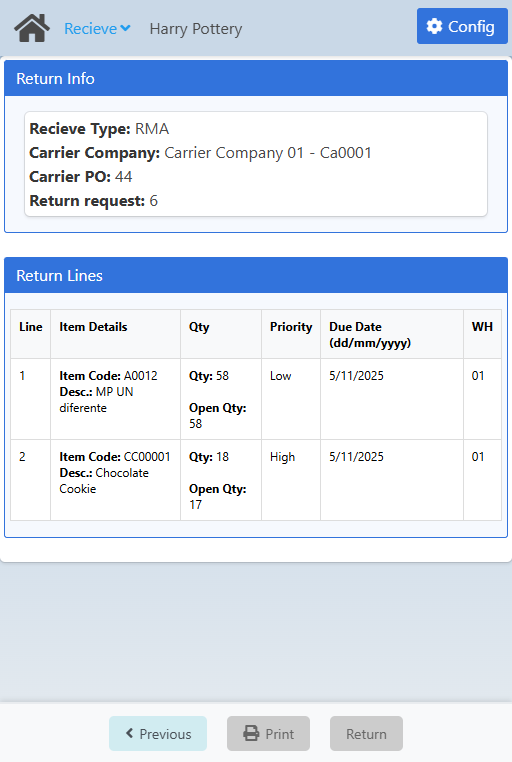 Recieve Harry Pottery Config
Return Info
Recieve Type: RMA
Carrier Company: Carrier Company 01 - Ca0001
Carrier PO: 44
Return request: 6
Return Lines
Line Item Details Qty Priority Due Date (dd/mm/yyyy) WH
1 Item Code: A0012 Qty: 58 Low 5/11/2025 01
Desc.: MP UN
diferente Open Qty:
58
2 Item Code: CC00001 Qty: 18 High 5/11/2025 01
Desc.: Chocolate
Cookie Open Qty:
17
Previous Print Return